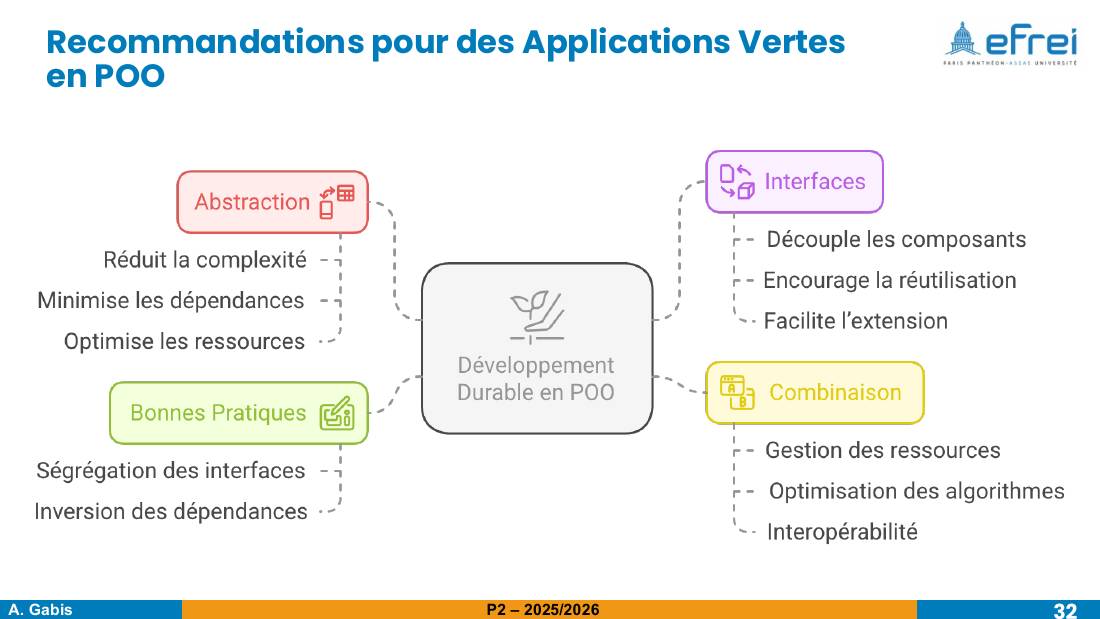 Recommandations pour des Applications Vertes
en POO
efrei
PARIS PANTHÉON-ASSAS UNIVERSITÉ
Abstraction
Réduit la complexité
Minimise les dépendances
Optimise les ressources
Bonnes Pratiques
Ségrégation des interfaces
Inversion des dépendances
Développement
Durable en POO
Interfaces
Découple les composants
Encourage la réutilisation
Facilite l’extension
A
B
Combinaison
Gestion des ressources
Optimisation des algorithmes
Interopérabilité
A. Gabis
P2 – 2025/2026
32